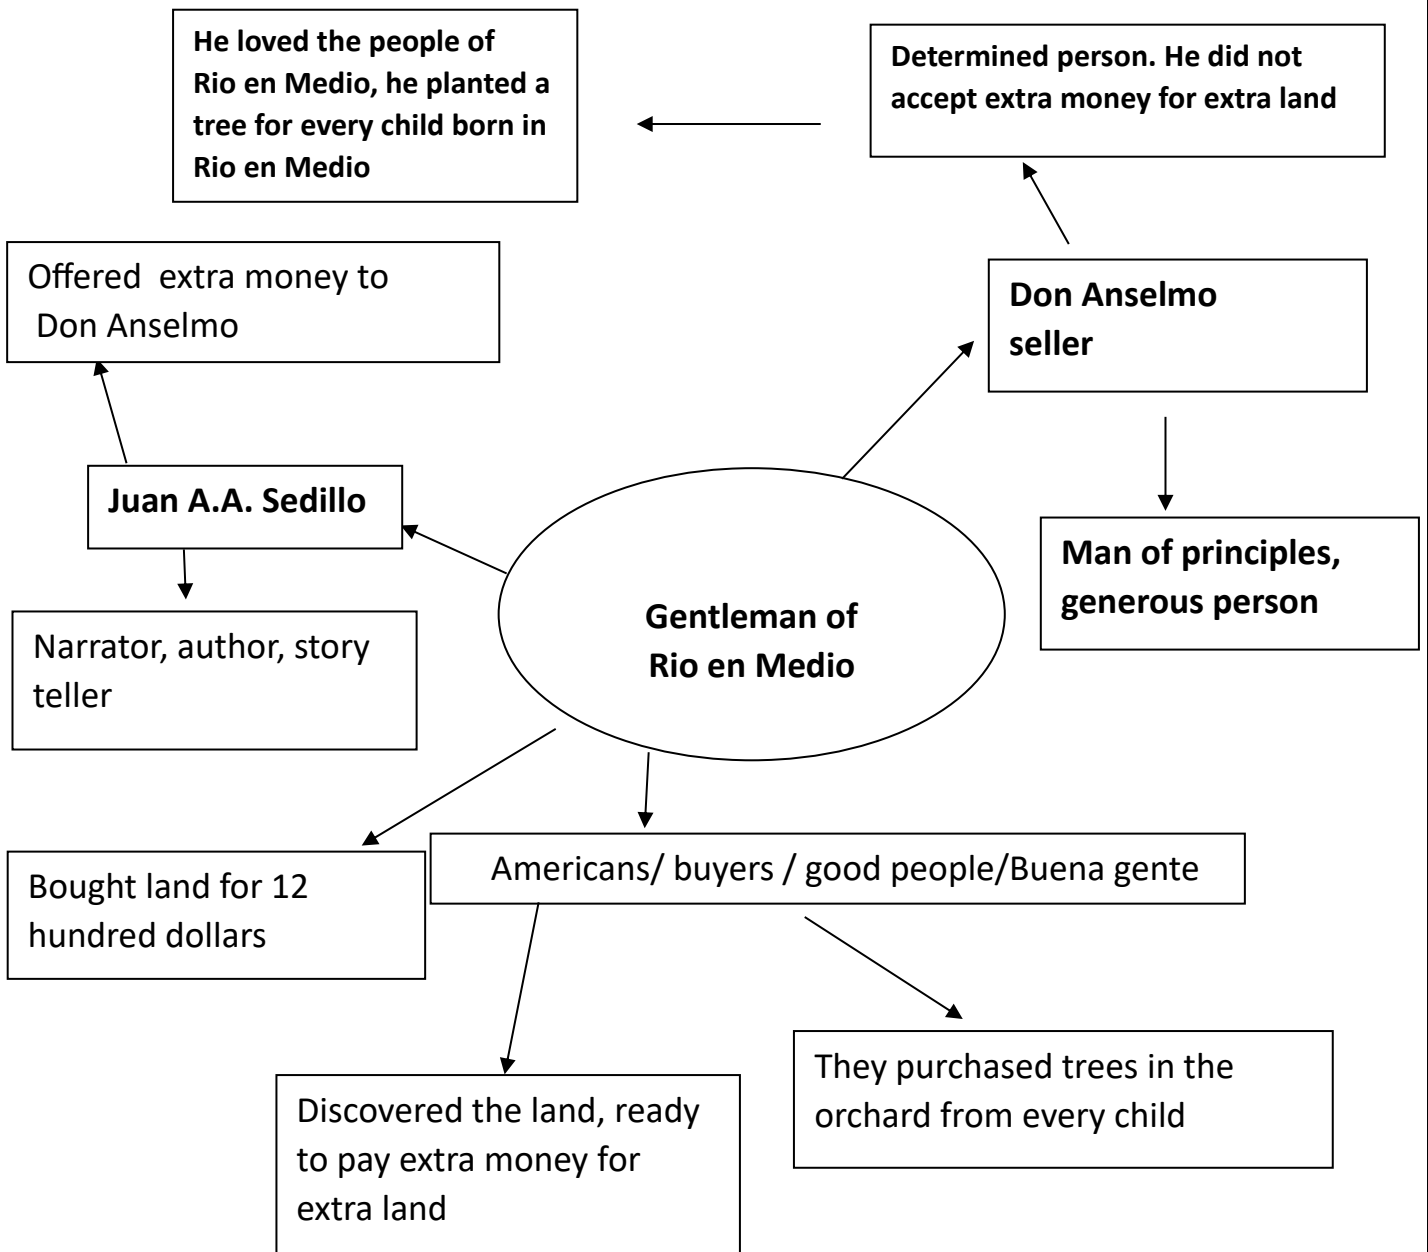 He loved the people of
Rio en Medio, he planted a
tree for every child born in
Rio en Medio
Determined person. He did not
accept extra money for extra land
Offered  extra money to
Don Anselmo
Don Anselmo
seller
Juan A.A. Sedillo
Man of principles,
generous person
Gentleman of
Rio en Medio
Narrator, author, story
teller
Americans/ buyers / good people/Buena gente
Bought land for 12
hundred dollars
They purchased trees in the
orchard from every child
Discovered the land, ready
to pay extra money for
extra land